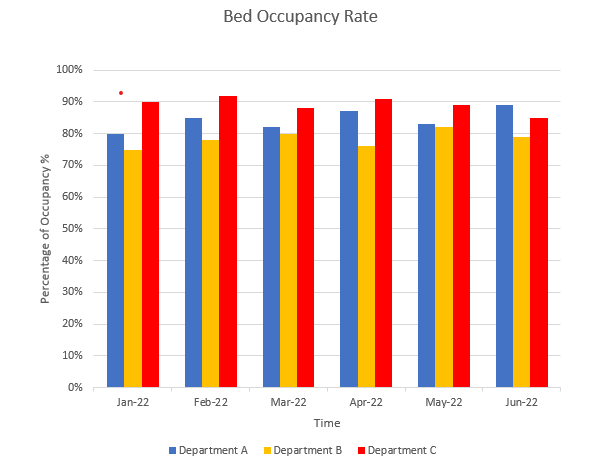 Bed Occupancy Rate
100%
90%
80%
70%
60%
50%
40%
30%
20%
10%
0%
Percentage of Occupancy %
Jan-22 Feb-22 Mar-22 Apr-22 May-22 Jun-22
Time
Department A Department B Department C